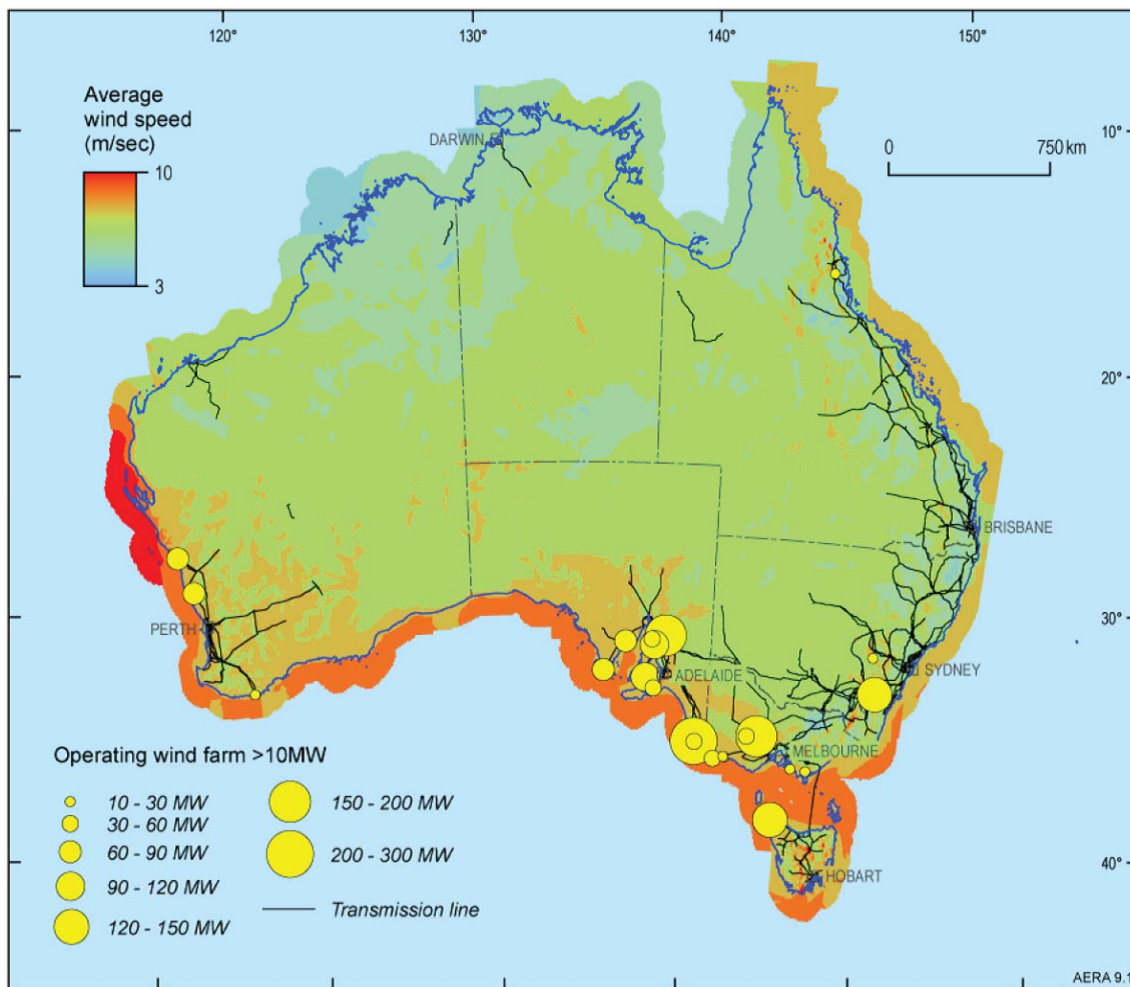 120°
130°
140°
150°
Average
wind speed
(m/sec)
10
3
DARWIN
0
750 km
10°
20°
BRISBANE
30°
PERTH
ADELAIDE
SYDNEY
MELBOURNE
HOBART
40°
Operating wind farm >10MW
10 - 30 MW
30 - 60 MW
60 - 90 MW
90 - 120 MW
120 - 150 MW
150 - 200 MW
200 - 300 MW
Transmission line
AERA 9.1